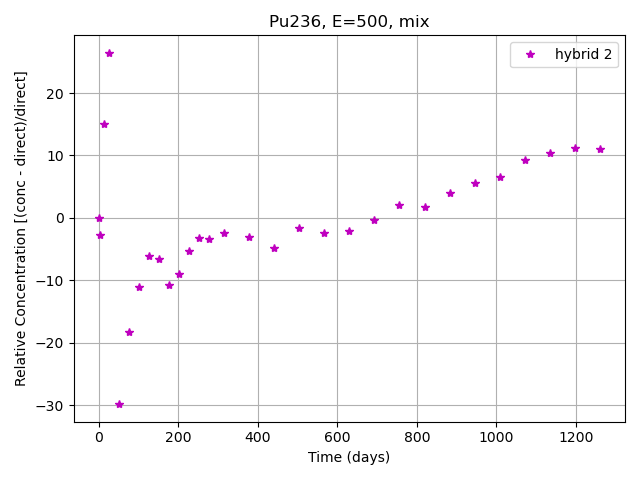 Pu236, E=500, mix
hybrid 2
Relative Concentration [(conc - direct)/direct]
20
10
0
−10
−20
−30
0 200 400 600 800 1000 1200
Time (days)